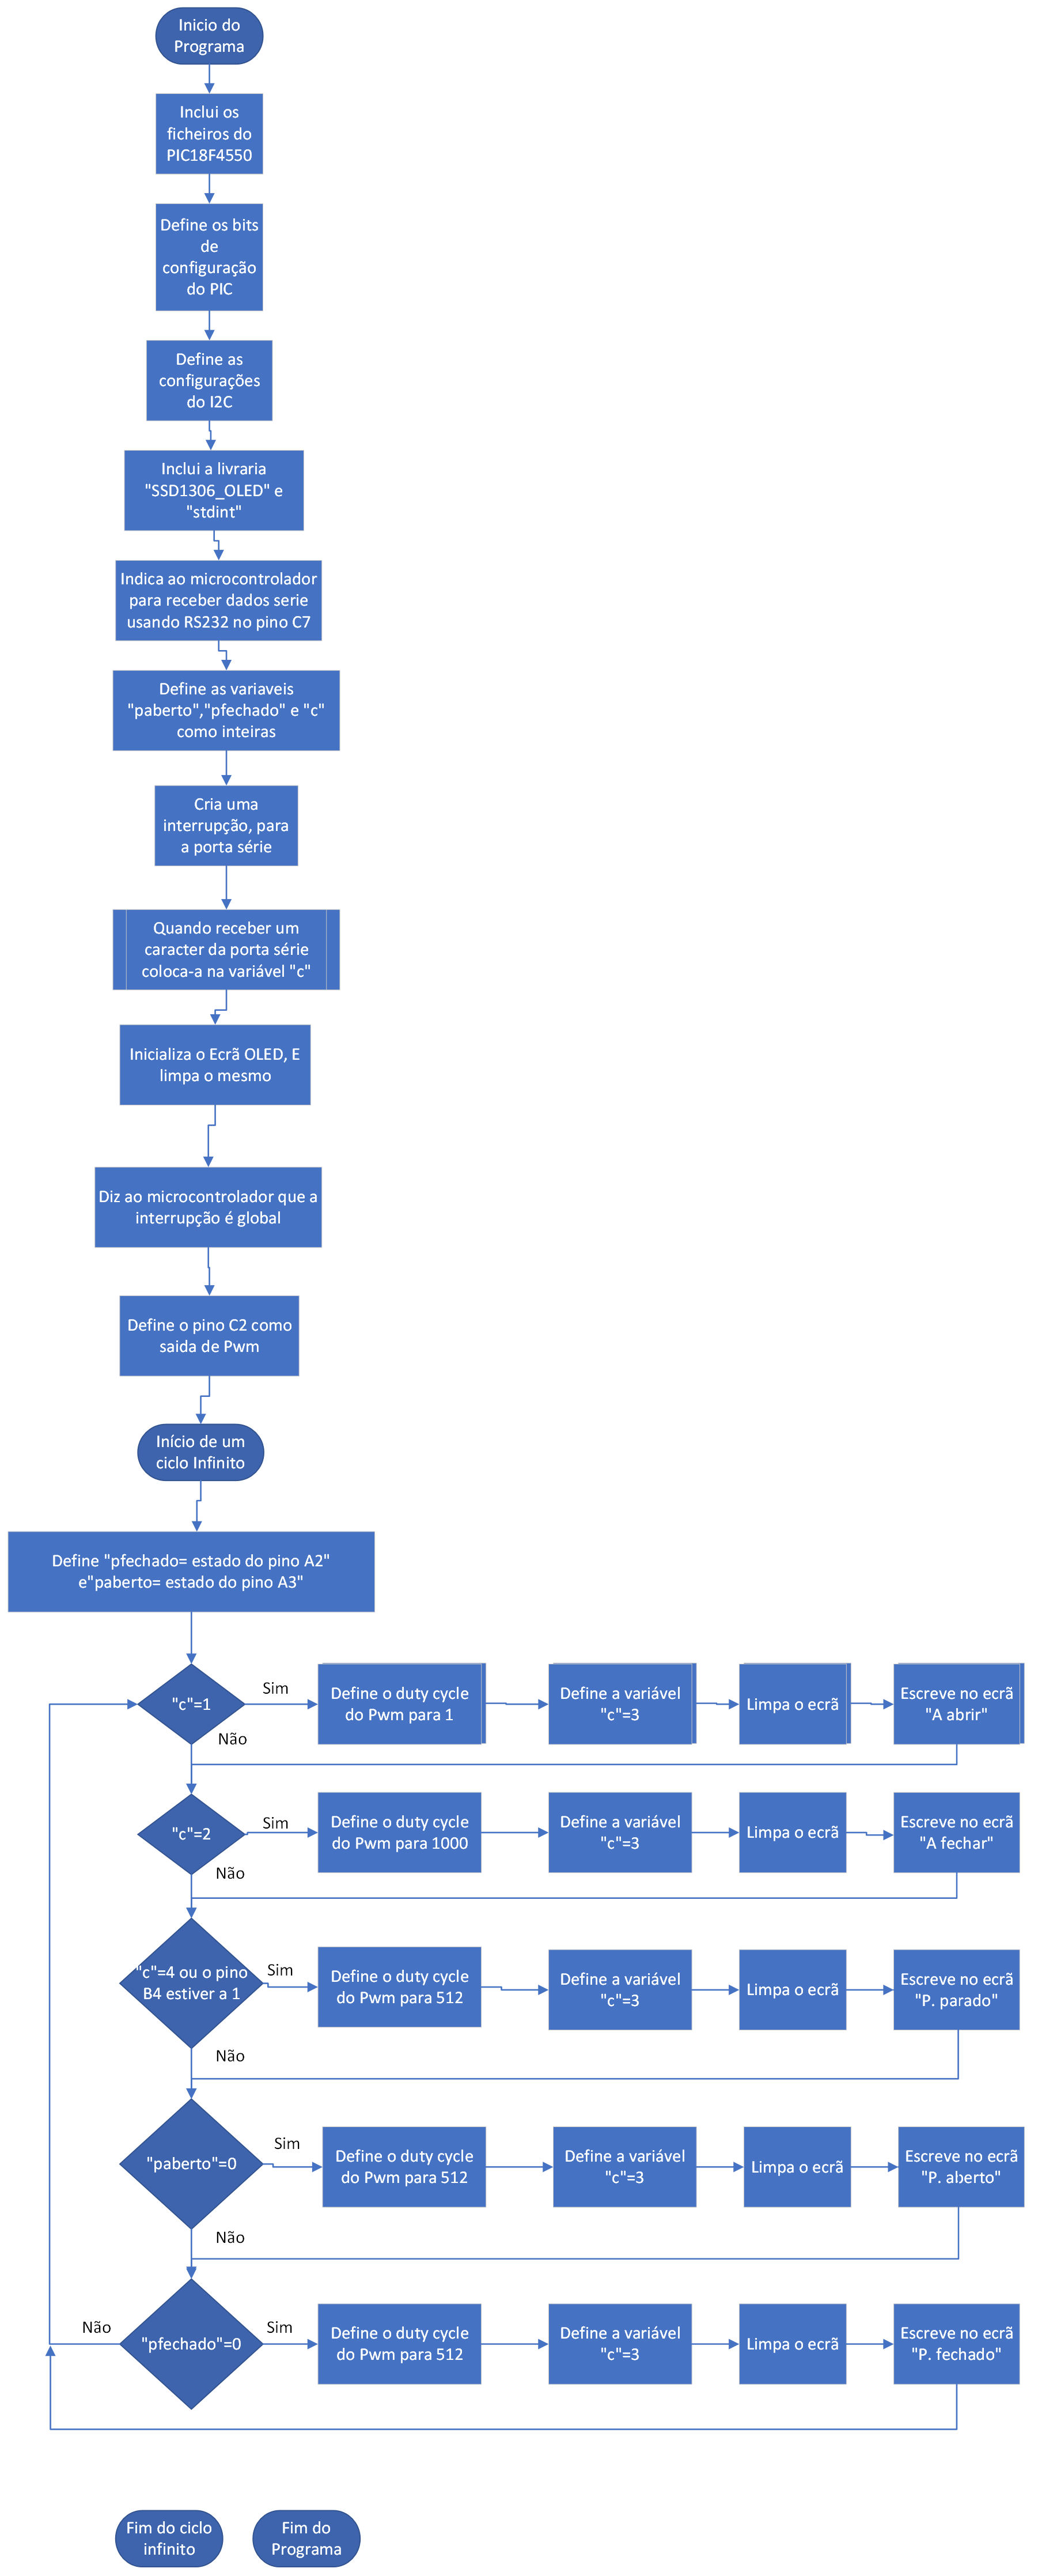 Inicio do
Programa
Inclui os
ficheiros do
PIC18F4550
Define os bits
de
configuração
do PIC
Define as
configurações
do I2C
Inclui a livraria
"SSD1306_OLED" e
"stdint"
Indica ao microcontrolador
para receber dados serie
usando RS232 no pino C7
Define as variaveis
"paberto","pfechado" e "c"
como inteiras
Cria uma
interrupção, para
a porta série
Quando receber um
caracter da porta série
coloca-a na variável "c"
Inicializa o Ecrã OLED, E
limpa o mesmo
Diz ao microcontrolador que a
interrupção é global
Define o pino C2 como
saida de Pwm
Início de um
ciclo Infinito
Define "pfechado= estado do pino A2"
e"paberto= estado do pino A3"
"c"=1
Sim
Não
Define o duty cycle
do Pwm para 1
Define a variável
"c"=3
Limpa o ecrã
Escreve no ecrã
"A abrir"
"c"=2
Sim
Não
Define o duty cycle
do Pwm para 1000
Define a variável
"c"=3
Limpa o ecrã
Escreve no ecrã
"A fechar"
"c"=4 ou o pino
B4 estiver a 1
Sim
Não
Define o duty cycle
do Pwm para 512
Define a variável
"c"=3
Limpa o ecrã
Escreve no ecrã
"P. parado"
"paberto"=0
Sim
Não
Define o duty cycle
do Pwm para 512
Define a variável
"c"=3
Limpa o ecrã
Escreve no ecrã
"P. aberto"
Não
"pfechado"=0
Sim
Define o duty cycle
do Pwm para 512
Define a variável
"c"=3
Limpa o ecrã
Escreve no ecrã
"P. fechado"
Fim do ciclo
infinito
Fim do
Programa